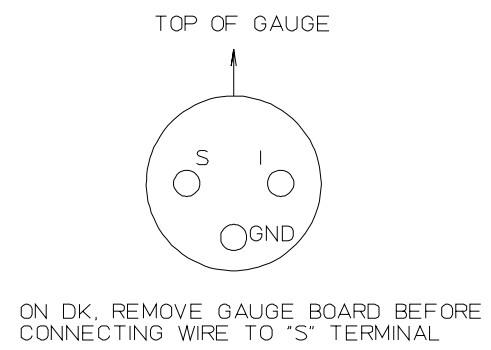 TOP OF GAUGE
S I
GND
ON DK, REMOVE GAUGE BOARD BEFORE
CONNECTING WIRE TO "S" TERMINAL